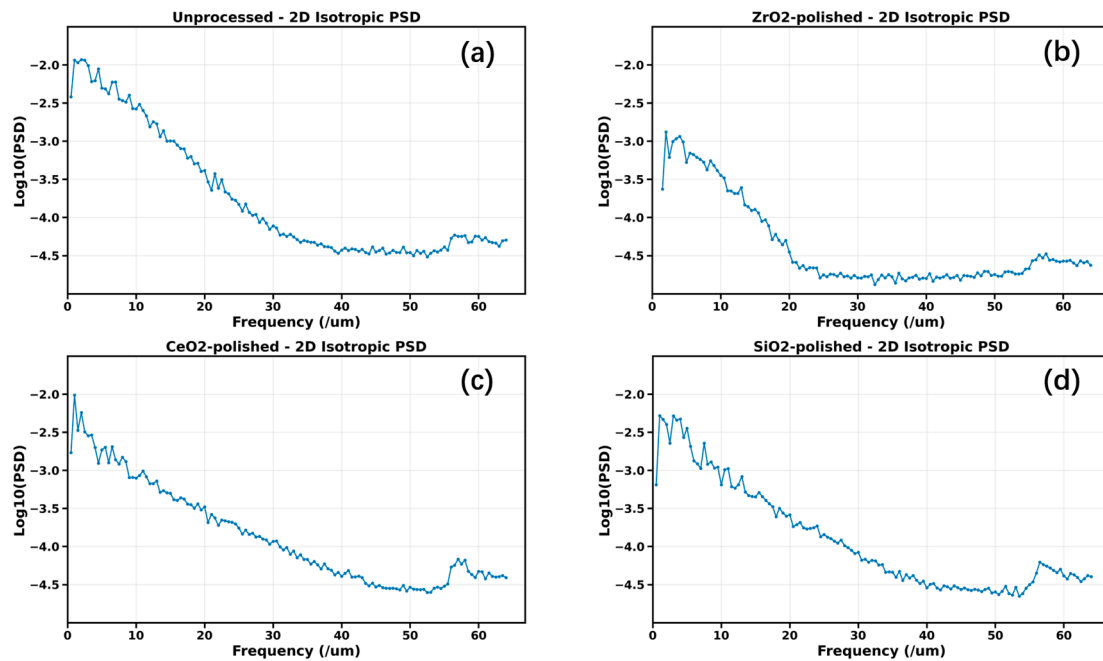 Unprocessed - 2D Isotropic PSD
(a)
Log10(PSD)
−2.0
−2.5
−3.0
−3.5
−4.0
−4.5
0 10 20 30 40 50 60
Frequency (/um)
ZrO2-polished - 2D Isotropic PSD
(b)
Log10(PSD)
−2.0
−2.5
−3.0
−3.5
−4.0
−4.5
0 10 20 30 40 50 60
Frequency (/um)
CeO2-polished - 2D Isotropic PSD
(c)
Log10(PSD)
−2.0
−2.5
−3.0
−3.5
−4.0
−4.5
0 10 20 30 40 50 60
Frequency (/um)
SiO2-polished - 2D Isotropic PSD
(d)
Log10(PSD)
−2.0
−2.5
−3.0
−3.5
−4.0
−4.5
0 10 20 30 40 50 60
Frequency (/um)